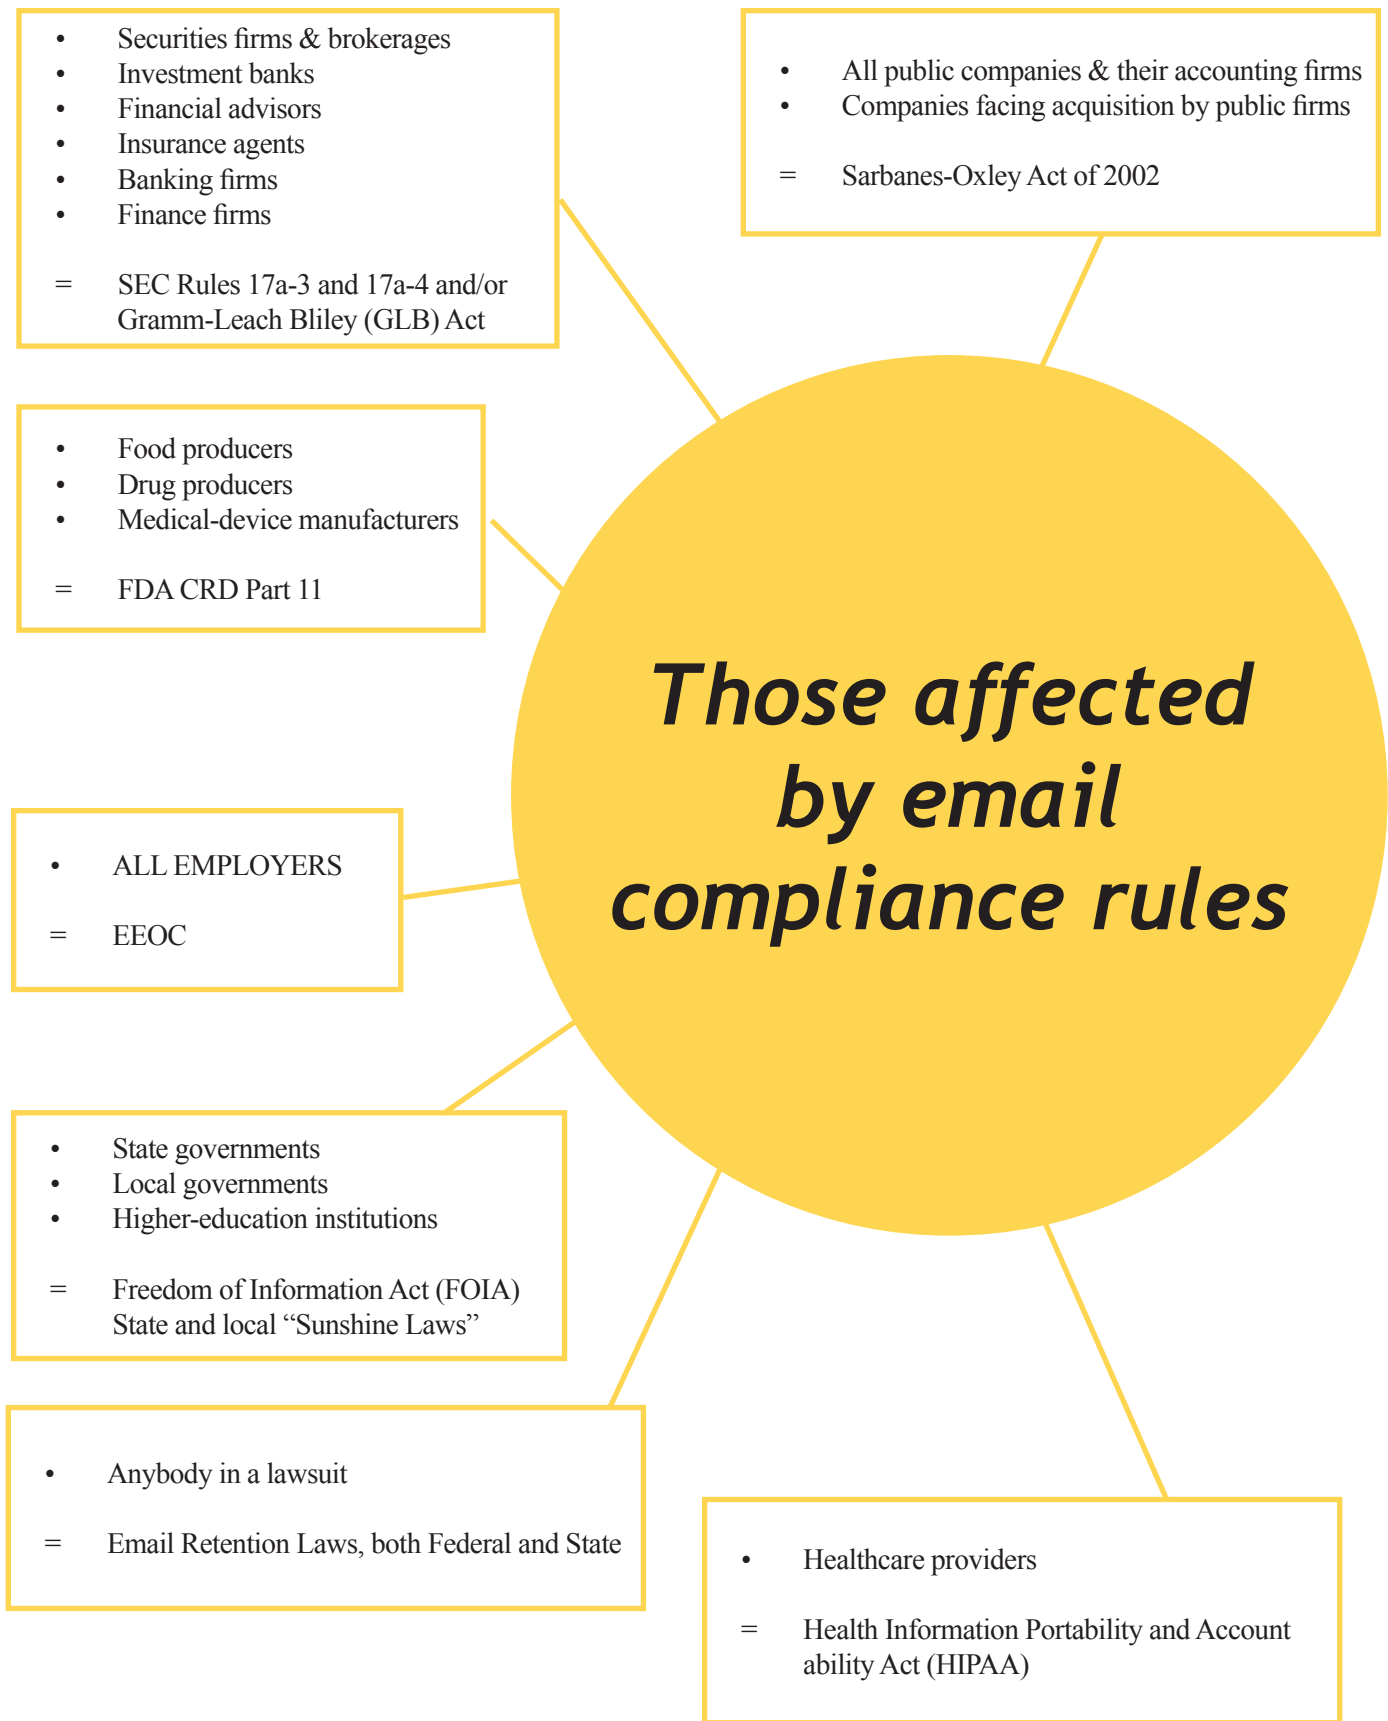 • Securities firms & brokerages
• Investment banks
• Financial advisors
• Insurance agents
• Banking firms
• Finance firms
= SEC Rules 17a-3 and 17a-4 and/or
Gramm-Leach Bliley (GLB) Act
• All public companies & their accounting firms
• Companies facing acquisition by public firms
= Sarbanes-Oxley Act of 2002
• Food producers
• Drug producers
• Medical-device manufacturers
= FDA CRD Part 11
Those affected
by email
compliance rules
• ALL EMPLOYERS
= EEOC
• State governments
• Local governments
• Higher-education institutions
= Freedom of Information Act (FOIA)
State and local “Sunshine Laws”
• Anybody in a lawsuit
= Email Retention Laws, both Federal and State
• Healthcare providers
= Health Information Portability and Account
ability Act (HIPAA)